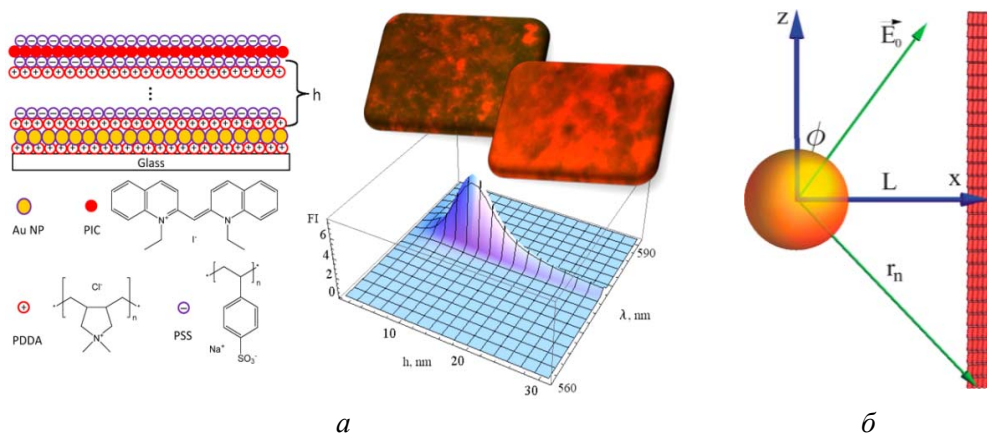 h
Glass
Au NP
PIC
N⁺
N
I⁻
PDDA
Cl⁻
n
N⁺
PSS
n
Na⁺
SO₃⁻
FI
6
4
2
0
10
20
30
h, nm
590
λ, nm
560
z
E₀
ϕ
L
x
rₙ
а
б